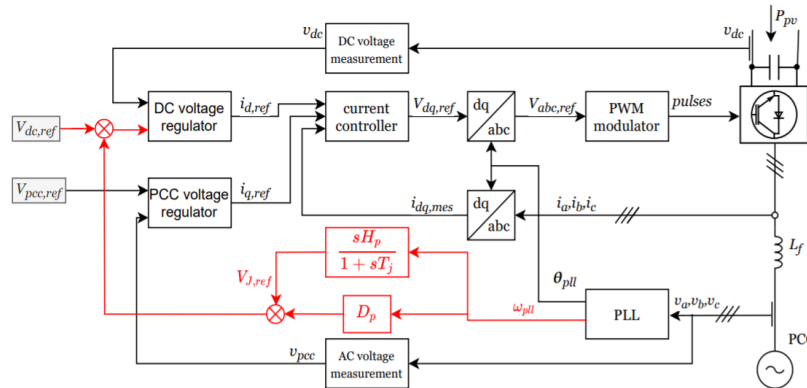 v_dc
DC voltage
measurement
v_dc
P_pv
V_dc,ref
DC voltage
regulator
i_d,ref
current
controller
V_dq,ref
dq
abc
V_abc,ref
PWM
modulator
pulses
V_pcc,ref
PCC voltage
regulator
i_q,ref
i_dq,mes
dq
abc
i_a,i_b,i_c
L_f
sH_p
1 + sT_j
V_J,ref
D_p
ω_pll
θ_pll
PLL
v_a,v_b,v_c
v_pcc
AC voltage
measurement
PC